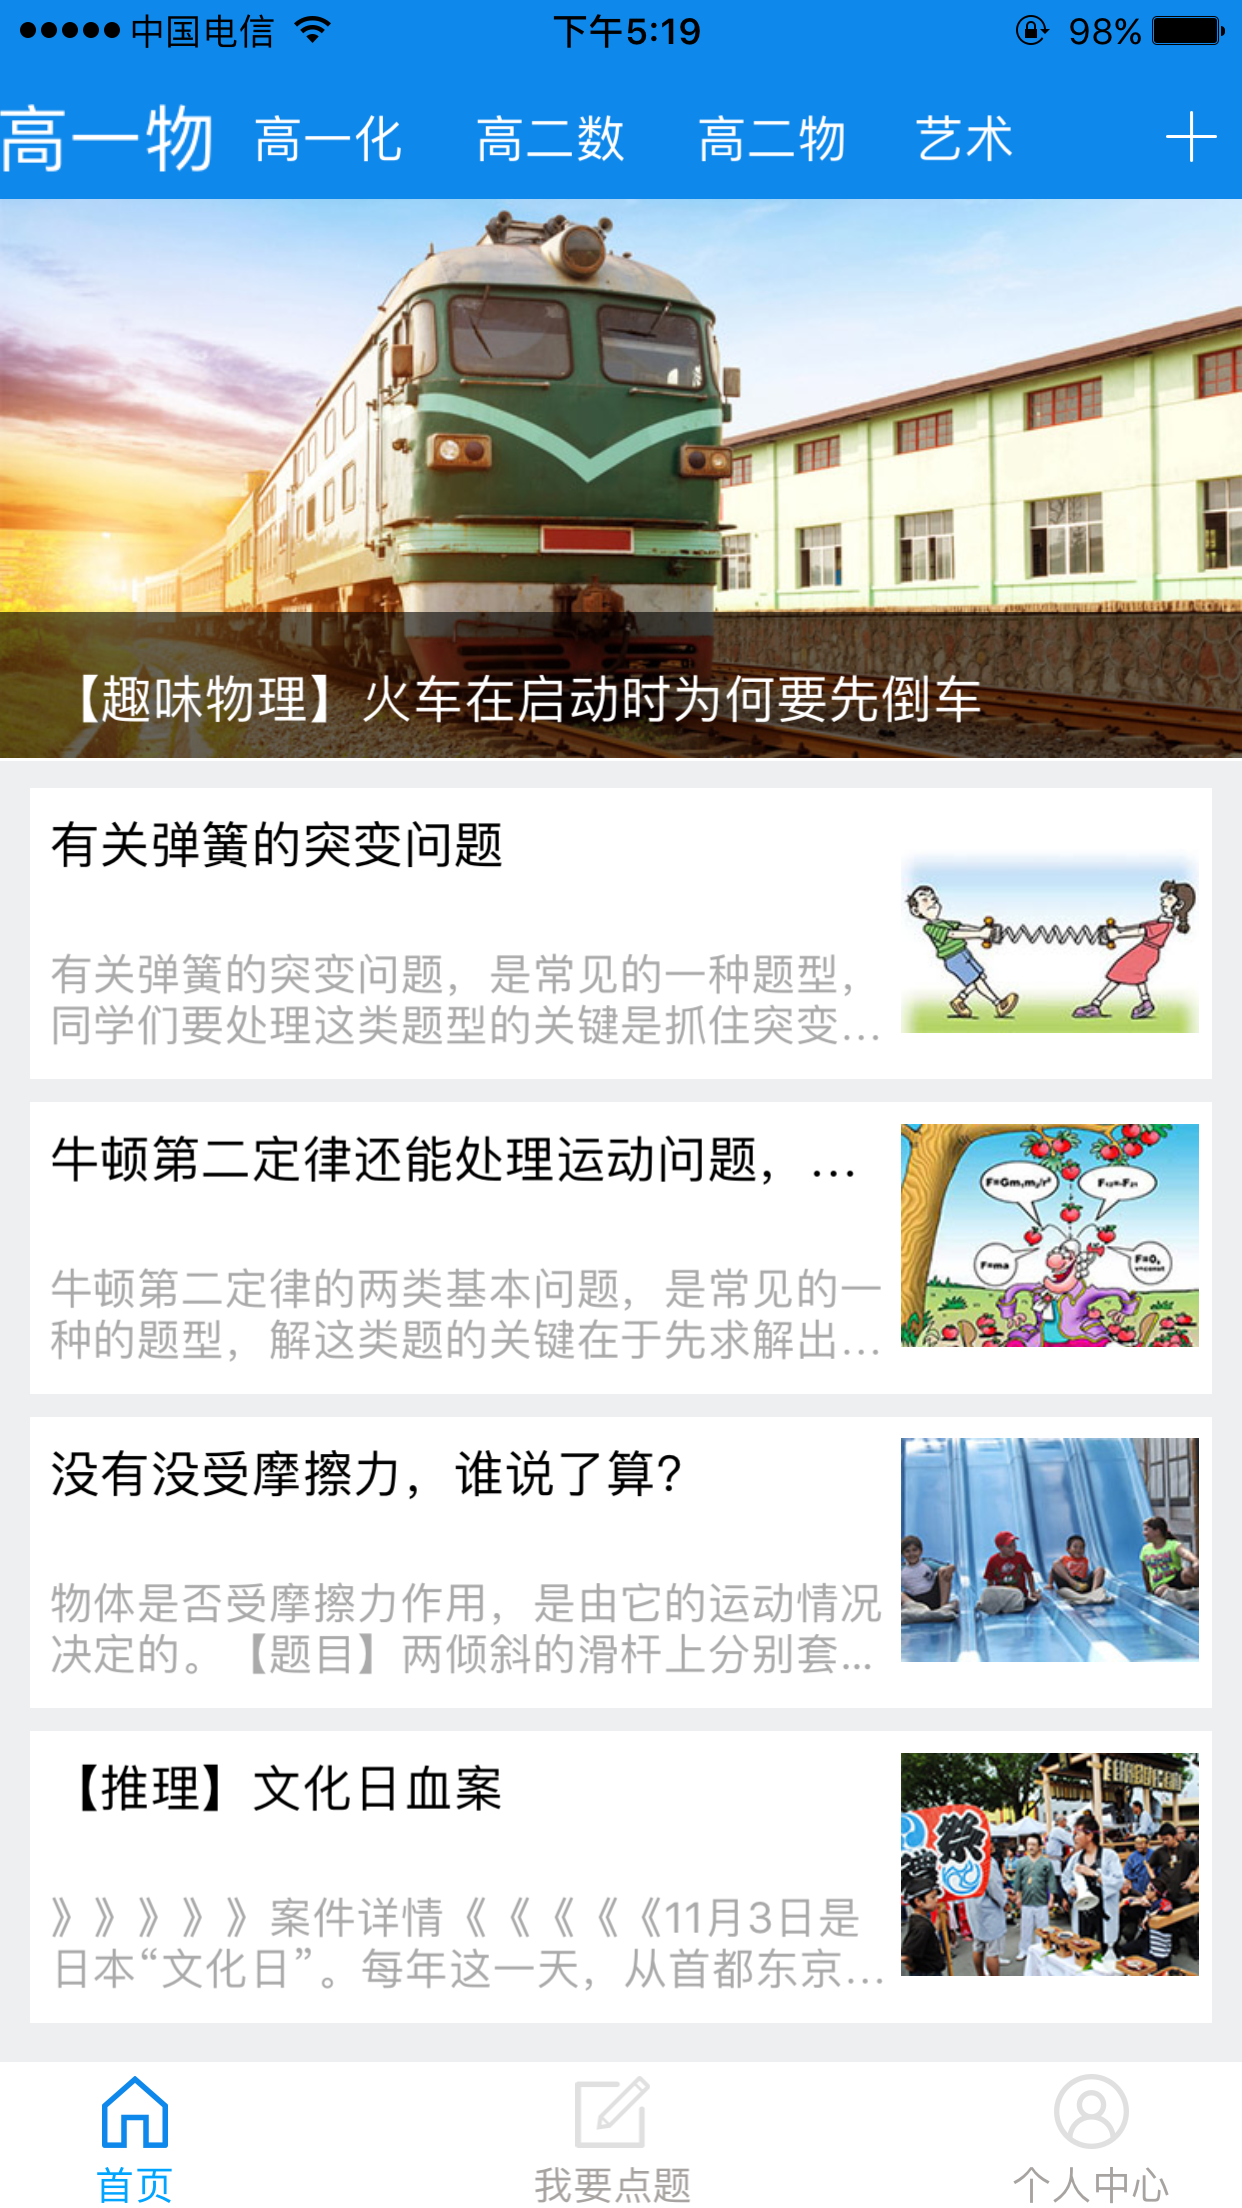 中国电信 下午5:19 98%
高一物 高一化 高二数 高二物 艺术
【趣味物理】火车在启动时为何要先倒车
有关弹簧的突变问题
有关弹簧的突变问题，是常见的一种题型，
同学们要处理这类题型的关键是抓住突变...
牛顿第二定律还能处理运动问题，...
F=Gm₁m₂/r² F₁₂=-F₂₁
F=ma F=0,
v=const
牛顿第二定律的两类基本问题，是常见的一
种的题型，解这类题的关键在于先求解出...
没有没受摩擦力，谁说了算?
物体是否受摩擦力作用，是由它的运动情况
决定的。【题目】两倾斜的滑杆上分别套...
【推理】文化日血案
祭
》》》》》案件详情《《《《《11月3日是
日本“文化日”。每年这一天，从首都东京...
首页 我要点题 个人中心